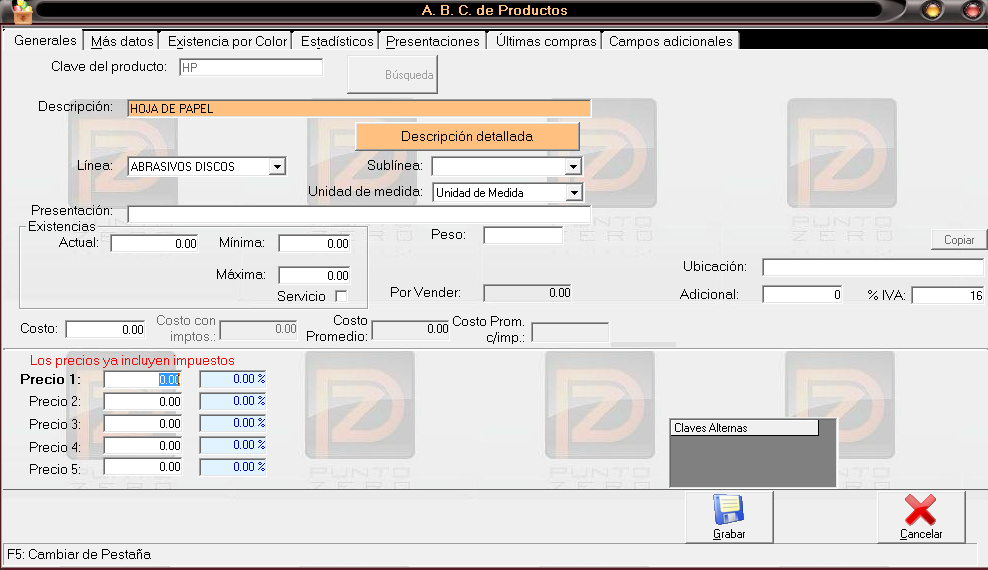 A. B. C. de Productos
Generales Más datos Existencia por Color Estadísticos Presentaciones Últimas compras Campos adicionales
Clave del producto: HP Búsqueda
Descripción: HOJA DE PAPEL
Descripción detallada
Línea: ABRASIVOS DISCOS Sublínea:
Unidad de medida: Unidad de Medida
Presentación:
Existencias
Actual: 0.00 Mínima: 0.00 Peso:
Copiar
Máxima: 0.00 Ubicación:
Servicio Por Vender: 0.00 Adicional: 0 % IVA: 16
Costo: 0.00 Costo con imptos.: 0.00 Costo Promedio: 0.00 Costo Prom. c/imp.:
Los precios ya incluyen impuestos
Precio 1: 0.00 0.00 %
Precio 2: 0.00 0.00 %
Precio 3: 0.00 0.00 %
Precio 4: 0.00 0.00 %
Precio 5: 0.00 0.00 %
Claves Alternas
PUNTO
ZERO
Grabar Cancelar
F5: Cambiar de Pestaña